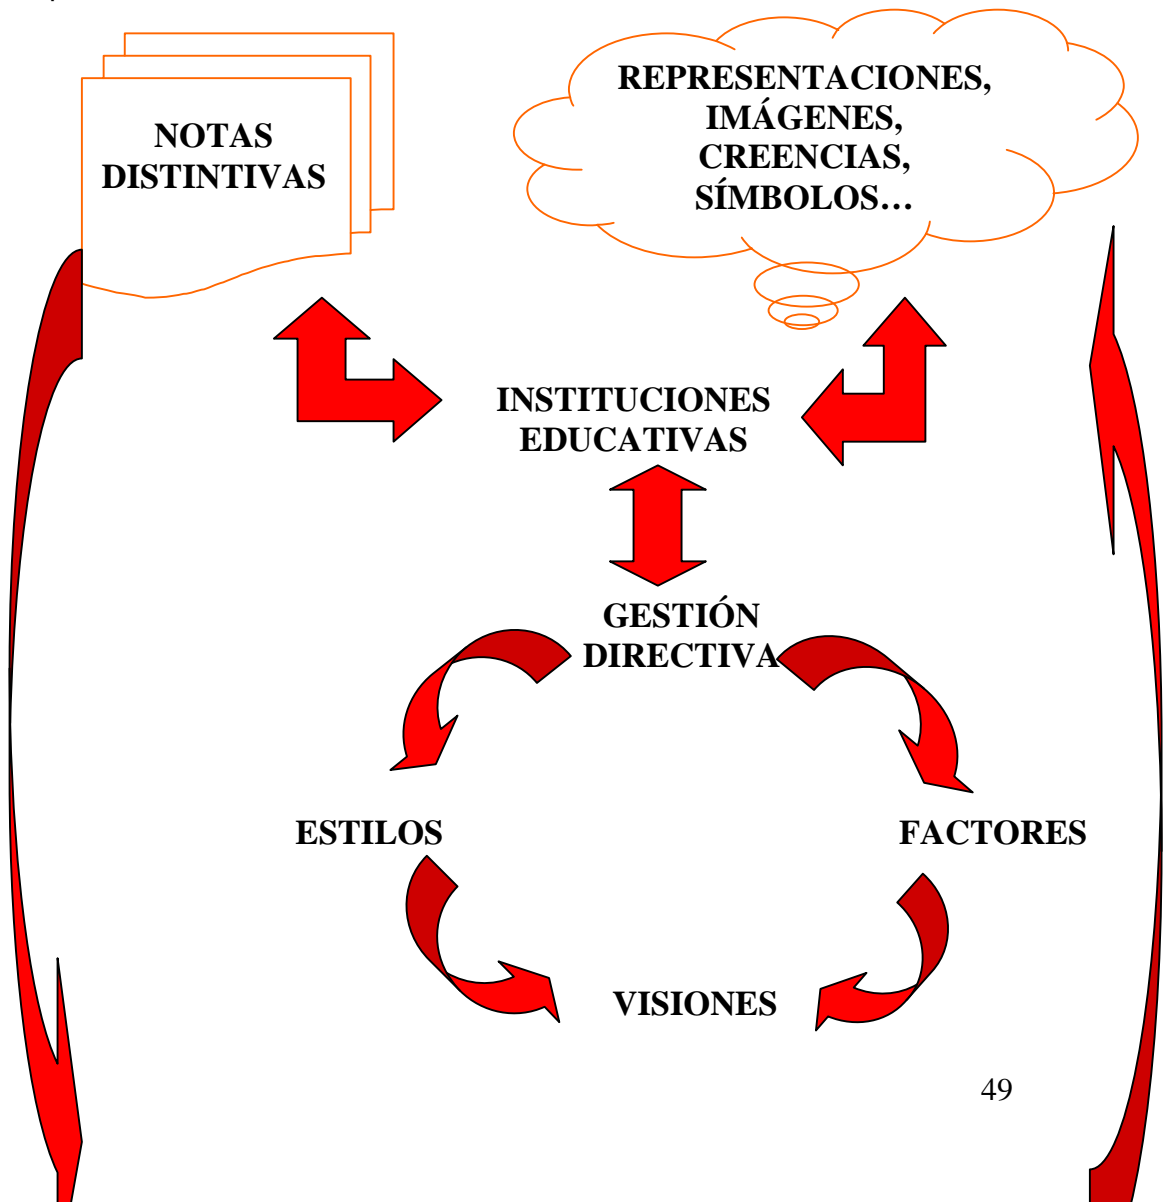 NOTAS
DISTINTIVAS
REPRESENTACIONES,
IMÁGENES,
CREENCIAS,
SÍMBOLOS…
INSTITUCIONES
EDUCATIVAS
GESTIÓN
DIRECTIVA
ESTILOS
FACTORES
VISIONES
49